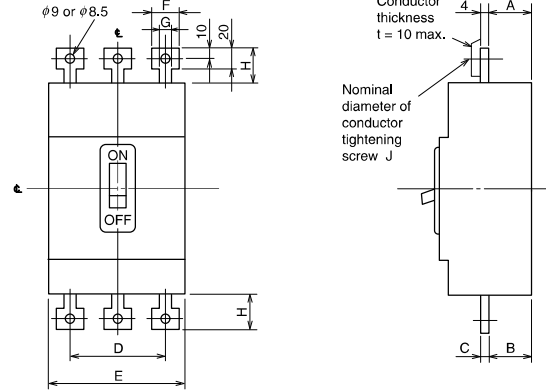 φ9 or φ8.5
F
G
10
20
H
℄
℄
ON
OFF
H
D
E
Conductor
thickness
t = 10 max.
4
A
Nominal
diameter of
conductor
tightening
screw J
C
B